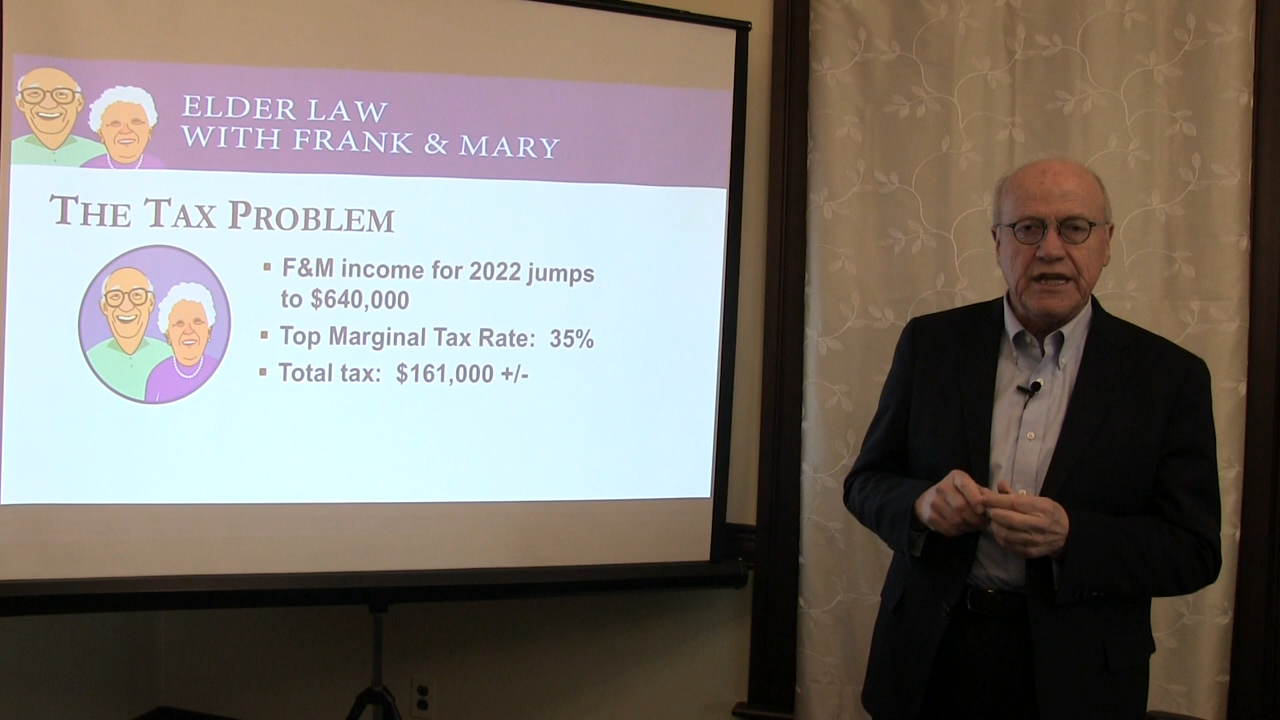 ELDER LAW
WITH FRANK & MARY
THE TAX PROBLEM
▪ F&M income for 2022 jumps
to $640,000
▪ Top Marginal Tax Rate: 35%
▪ Total tax: $161,000 +/-